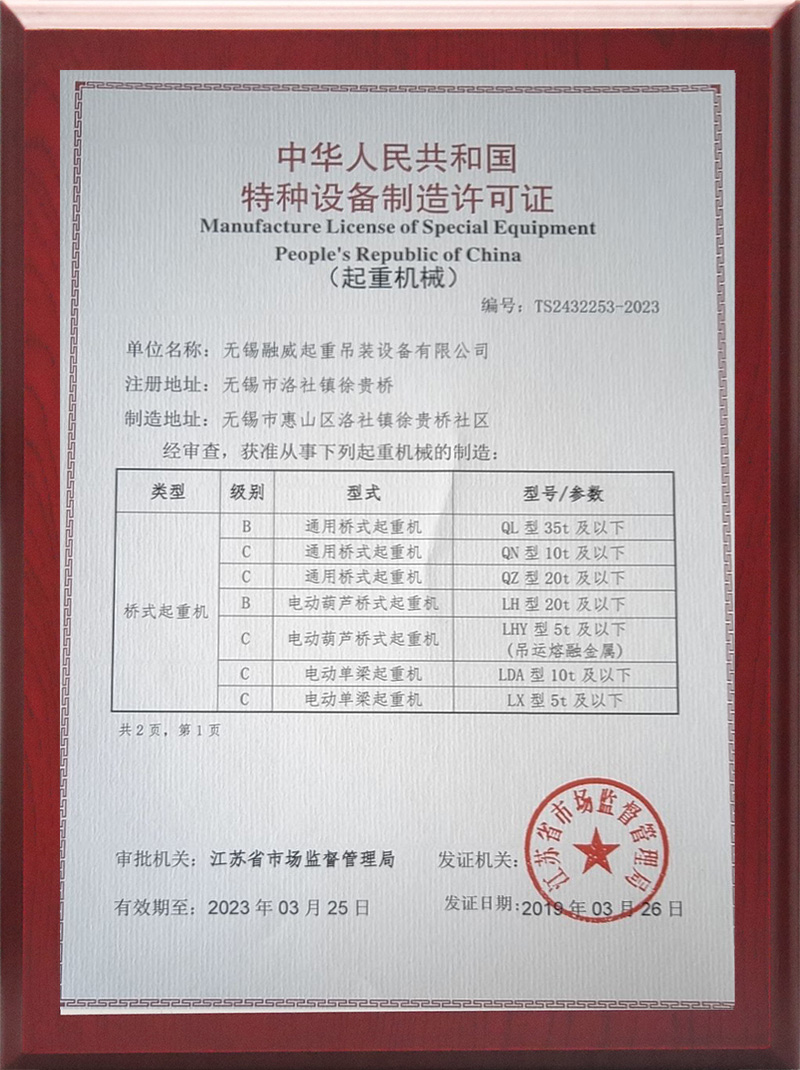 中华人民共和国
特种设备制造许可证
Manufacture License of Special Equipment
People's Republic of China
（起重机械）
编号：TS2432253-2023
单位名称：无锡融威起重吊装设备有限公司
注册地址：无锡市洛社镇徐贵桥
制造地址：无锡市惠山区洛社镇徐贵桥社区
经审查，获准从事下列起重机械的制造：
类型 级别 型式 型号/参数
B 通用桥式起重机 QL 型 35t 及以下
C 通用桥式起重机 QN 型 10t 及以下
C 通用桥式起重机 QZ 型 20t 及以下
B 电动葫芦桥式起重机 LH 型 20t 及以下
桥式起重机 C 电动葫芦桥式起重机 LHY 型 5t 及以下
(吊运熔融金属)
C 电动单梁起重机 LDA 型 10t 及以下
C 电动单梁起重机 LX 型 5t 及以下
共 2 页，第 1 页
审批机关：江苏省市场监督管理局 发证机关：
江苏省市场监督管理局
有效期至：2023 年 03 月 25 日 发证日期：2019 年 03 月 26 日